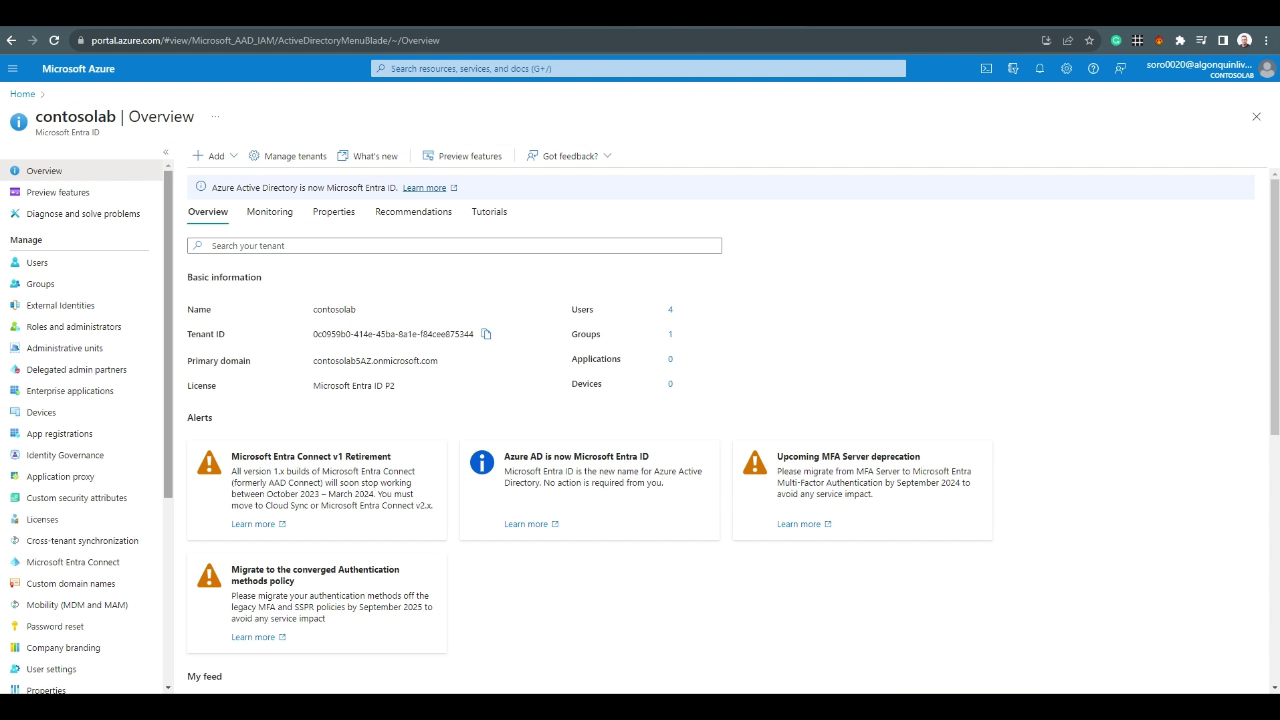 portal.azure.com/#view/Microsoft_AAD_IAM/ActiveDirectoryMenuBlade/~/Overview
Microsoft Azure
Search resources, services, and docs (G+/)
soro0020@algonquinliv...
CONTOSOLAB
Home
contosolab | Overview
Microsoft Entra ID
Add
Manage tenants
What's new
Preview features
Got feedback?
Overview
Preview features
Diagnose and solve problems
Manage
Users
Groups
External Identities
Roles and administrators
Administrative units
Delegated admin partners
Enterprise applications
Devices
App registrations
Identity Governance
Application proxy
Custom security attributes
Licenses
Cross-tenant synchronization
Microsoft Entra Connect
Custom domain names
Mobility (MDM and MAM)
Password reset
Company branding
User settings
Properties
Azure Active Directory is now Microsoft Entra ID. Learn more
Overview
Monitoring
Properties
Recommendations
Tutorials
Search your tenant
Basic information
Name contosolab
Tenant ID 0c0959b0-414e-45ba-8a1e-f84cee875344
Primary domain contosolab5AZ.onmicrosoft.com
License Microsoft Entra ID P2
Users 4
Groups 1
Applications 0
Devices 0
Alerts
Microsoft Entra Connect v1 Retirement
All version 1.x builds of Microsoft Entra Connect
(formerly AAD Connect) will soon stop working
between October 2023 – March 2024. You must
move to Cloud Sync or Microsoft Entra Connect v2.x.
Learn more
Azure AD is now Microsoft Entra ID
Microsoft Entra ID is the new name for Azure Active
Directory. No action is required from you.
Learn more
Upcoming MFA Server deprecation
Please migrate from MFA Server to Microsoft Entra
Multi-Factor Authentication by September 2024 to
avoid any service impact.
Learn more
Migrate to the converged Authentication
methods policy
Please migrate your authentication methods off the
legacy MFA and SSPR policies by September 2025 to
avoid any service impact
Learn more
My feed